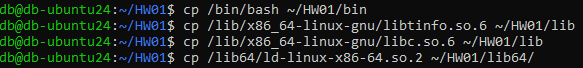 db@db-ubuntu24:~/HW01$ cp /bin/bash ~/HW01/bin
db@db-ubuntu24:~/HW01$ cp /lib/x86_64-linux-gnu/libtinfo.so.6 ~/HW01/lib
db@db-ubuntu24:~/HW01$ cp /lib/x86_64-linux-gnu/libc.so.6 ~/HW01/lib
db@db-ubuntu24:~/HW01$ cp /lib64/ld-linux-x86-64.so.2 ~/HW01/lib64/